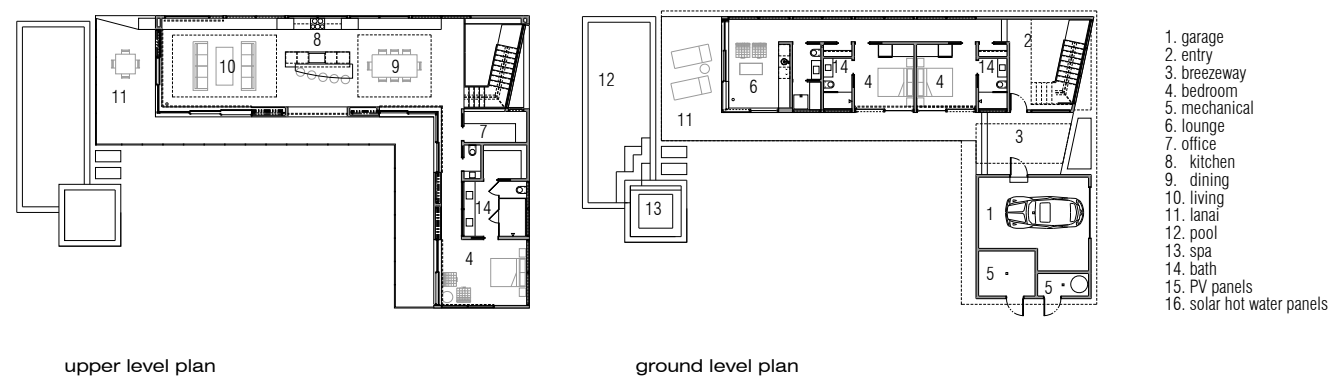 8
10
9
11
7
14
4
upper level plan
2
12
14
14
6
4
4
11
3
13
1
5
5
ground level plan
1. garage
2. entry
3. breezeway
4. bedroom
5. mechanical
6. lounge
7. office
8. kitchen
9. dining
10. living
11. lanai
12. pool
13. spa
14. bath
15. PV panels
16. solar hot water panels